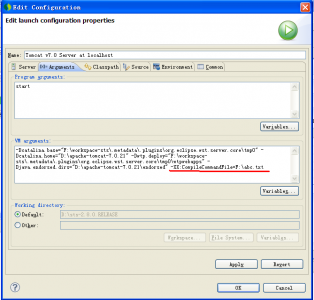 Edit Configuration
Edit launch configuration properties
Name: Tomcat v7.0 Server at localhost
Server Arguments Classpath Source Environment Common
Program arguments:
start
Variables...
VM arguments:
-Dcatalina.base="F:\workspace-sts\.metadata\.plugins\org.eclipse.wst.server.core\tmp0" -
Dcatalina.home="D:\apache-tomcat-7.0.23" -Dwtp.deploy="F:\workspace-
sts\.metadata\.plugins\org.eclipse.wst.server.core\tmp0\wtpwebapps" -
Djava.endorsed.dirs="D:\apache-tomcat-7.0.23\endorsed" -XX:CompileCommandFile=F:\abc.txt
Variables...
Working directory:
Default:
RELEASE
Other:
Workspace... File System... Variables...
Apply Revert
OK Cancel